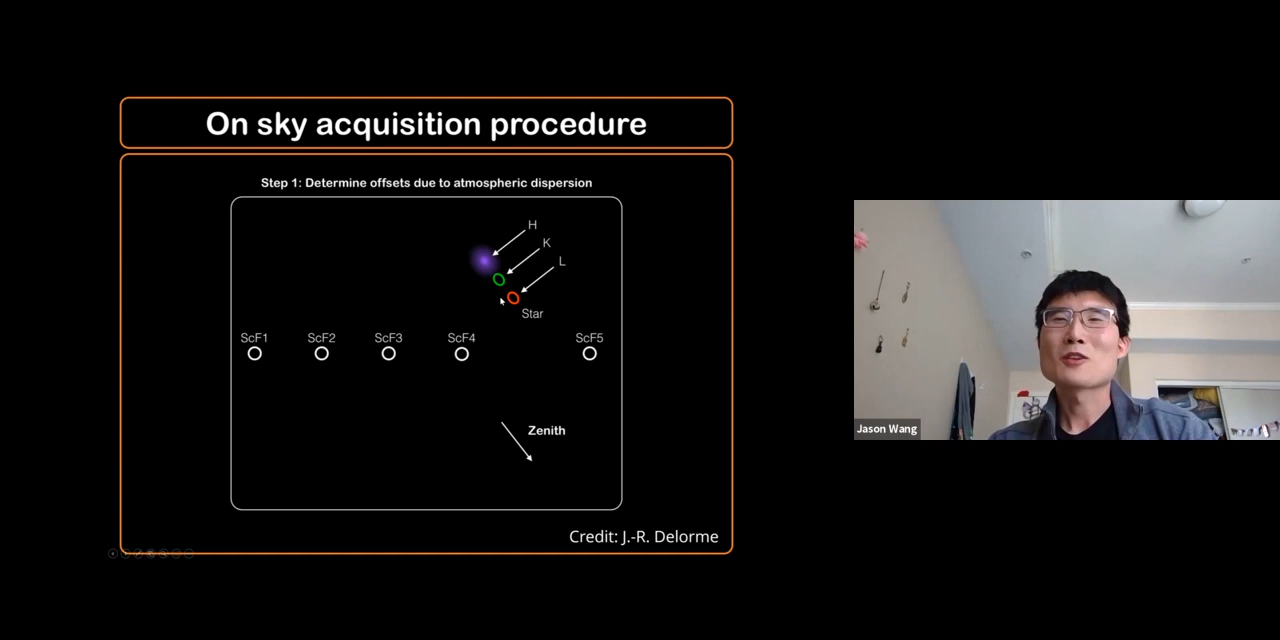 On sky acquisition procedure
Step 1: Determine offsets due to atmospheric dispersion
H
K
L
Star
ScF1 ScF2 ScF3 ScF4 ScF5
Zenith
Credit: J.-R. Delorme
Jason Wang